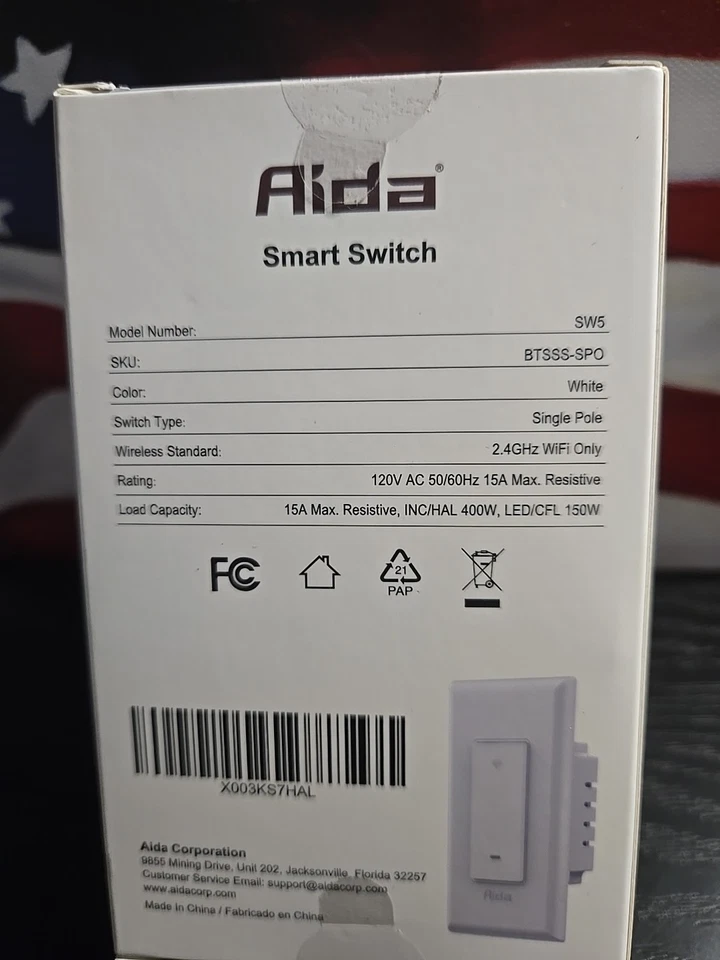 Aida®
Smart Switch
Model Number: SW5
SKU: BTSSS-SPO
Color: White
Switch Type: Single Pole
Wireless Standard: 2.4GHz WiFi Only
Rating: 120V AC 50/60Hz 15A Max. Resistive
Load Capacity: 15A Max. Resistive, INC/HAL 400W, LED/CFL 150W
FC
21
PAP
X003KS7HAL
Aida Corporation
9855 Mining Drive, Unit 202, Jacksonville, Florida 32257
Customer Service Email: support@aidacorp.com
www.aidacorp.com
Made in China / Fabricado en China
Aida